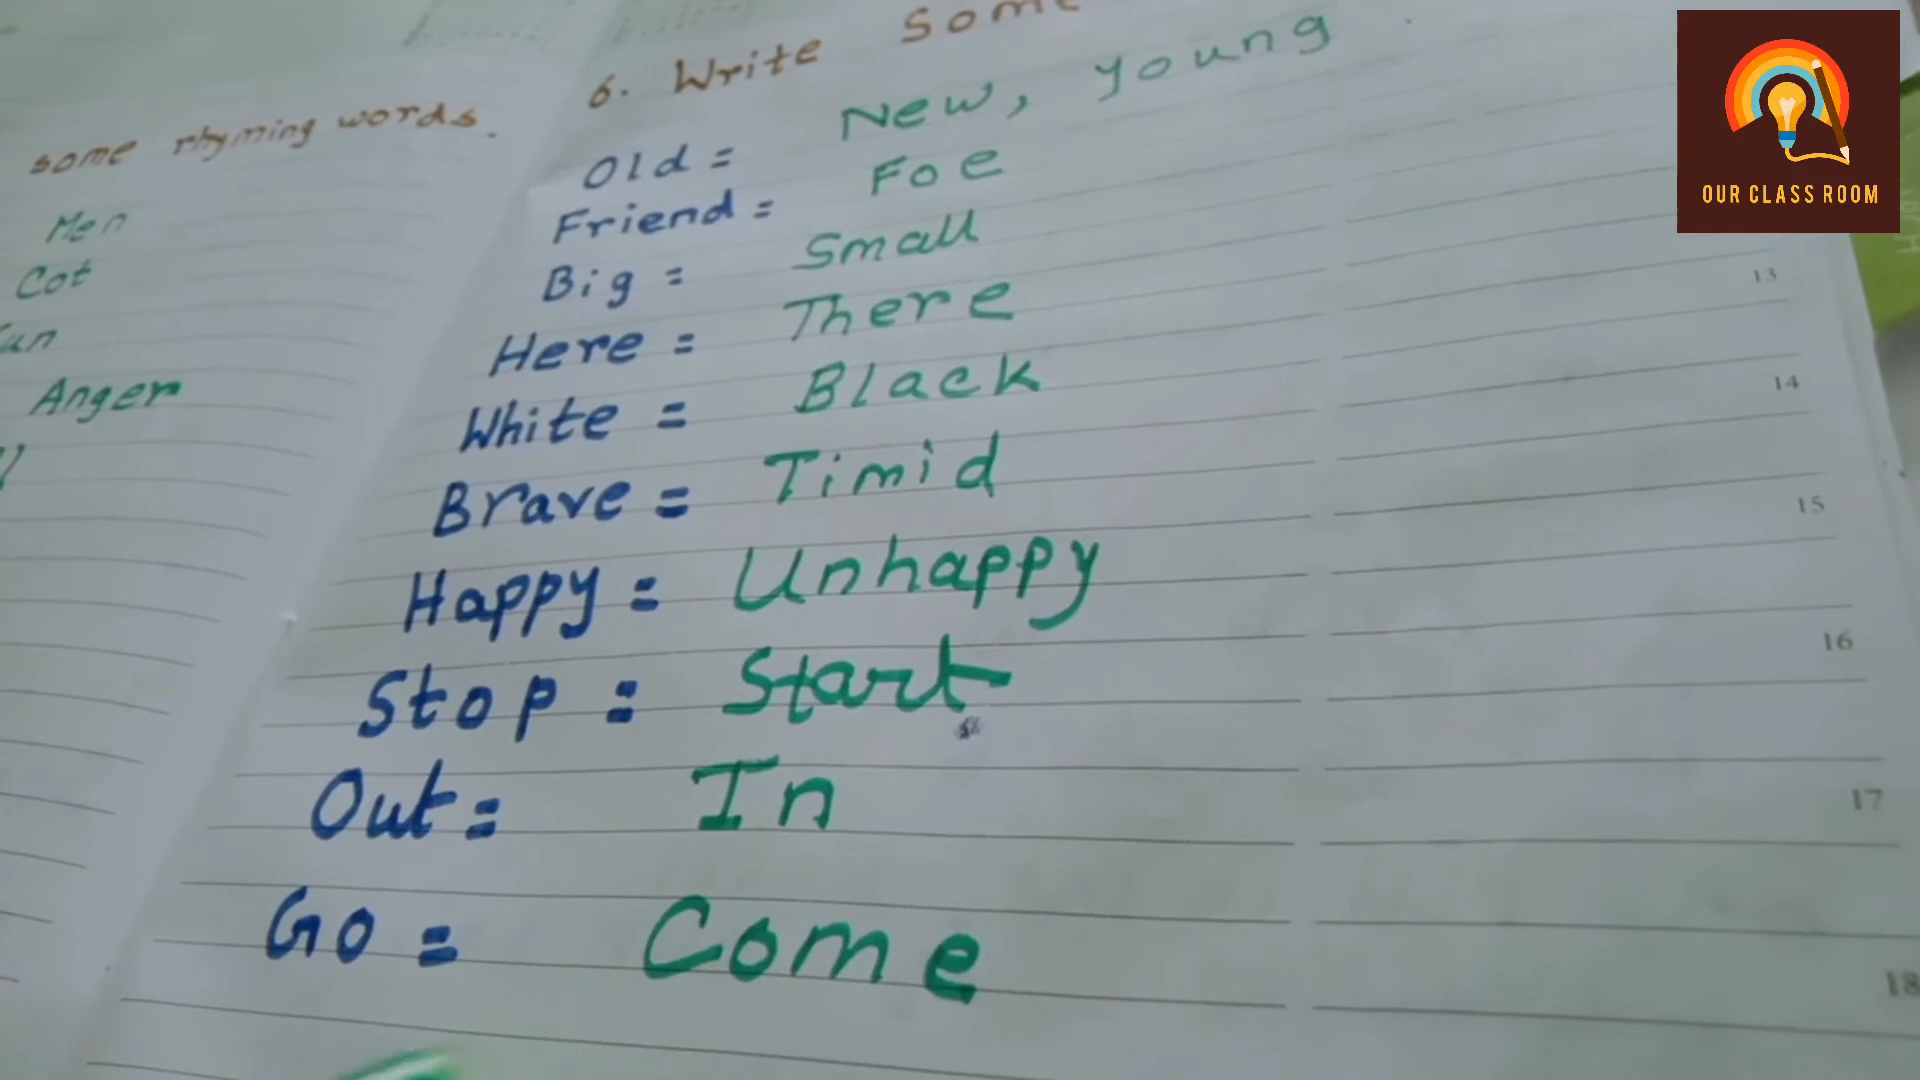 some rhyming words.
Men
Cot
Anger
6. Write Some
Old = New, young
Friend = Foe
Big = Small
Here = There
White = Black
Brave = Timid
Happy = Unhappy
Stop = Start
Out = In
Go = Come
13
14
15
16
17
18
OUR CLASS ROOM